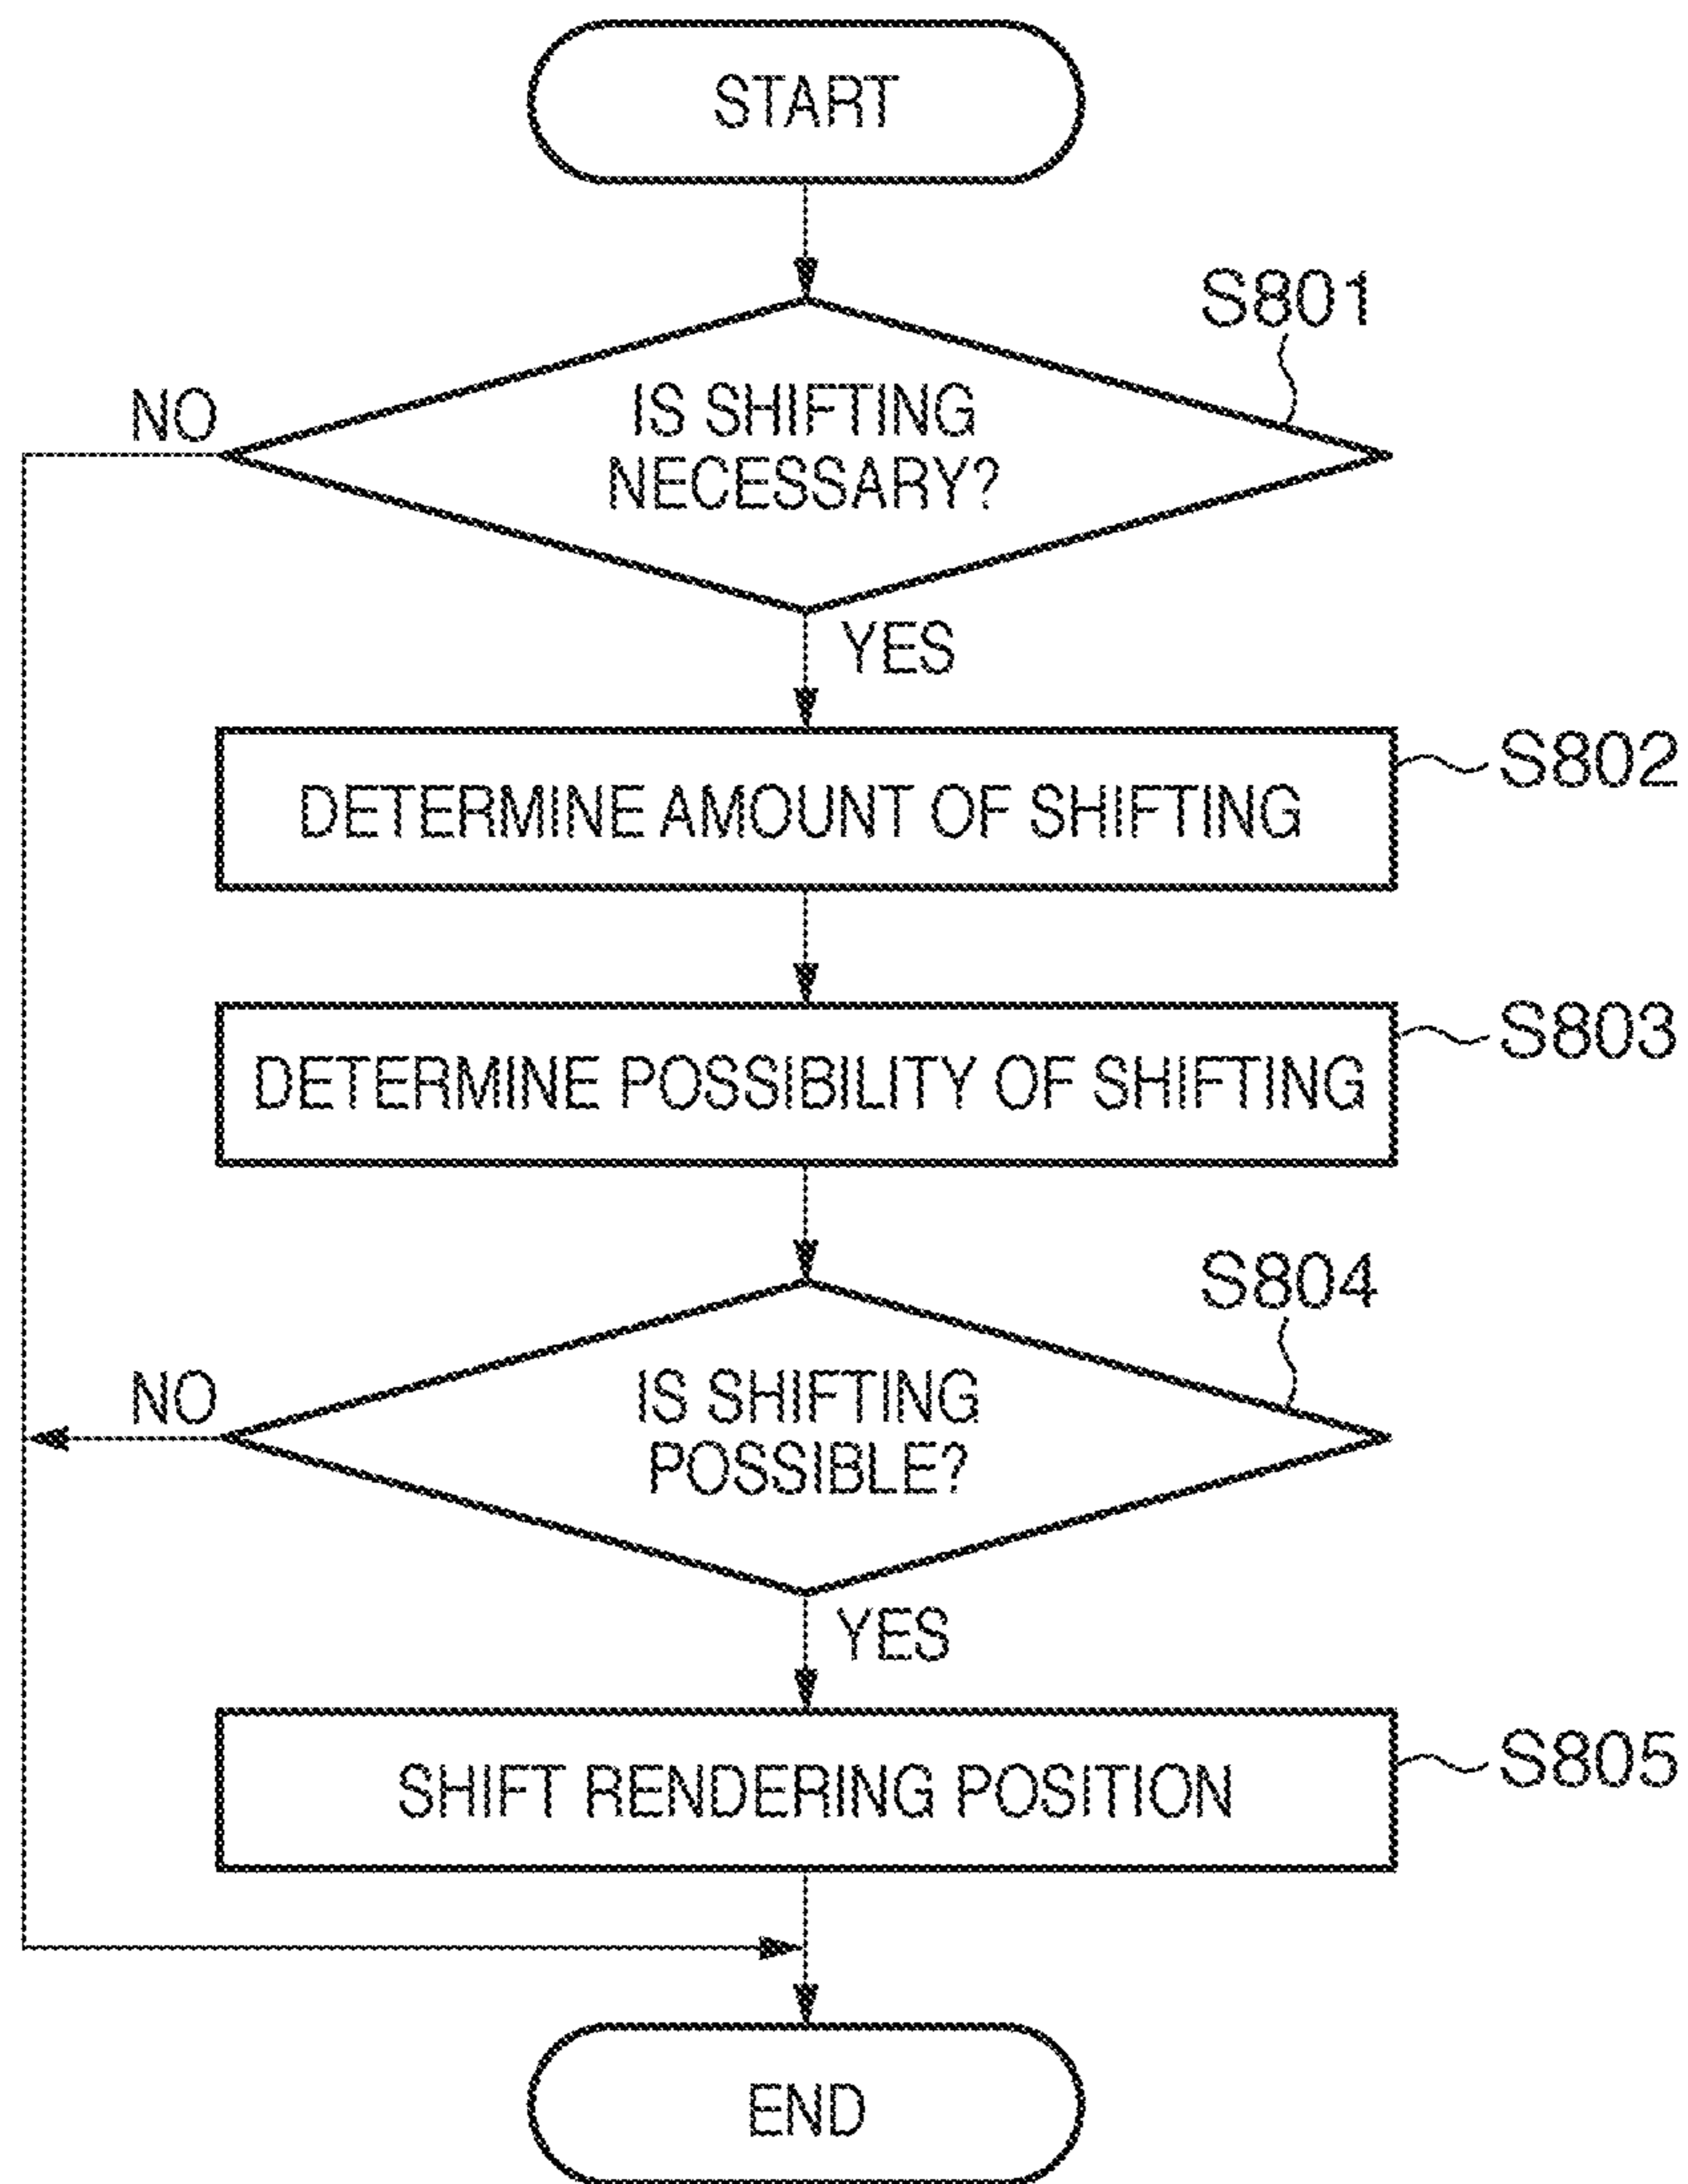 START
S801
NO
IS SHIFTING
NECESSARY?
YES
S802
DETERMINE AMOUNT OF SHIFTING
S803
DETERMINE POSSIBILITY OF SHIFTING
S804
NO
IS SHIFTING
POSSIBLE?
YES
S805
SHIFT RENDERING POSITION
END